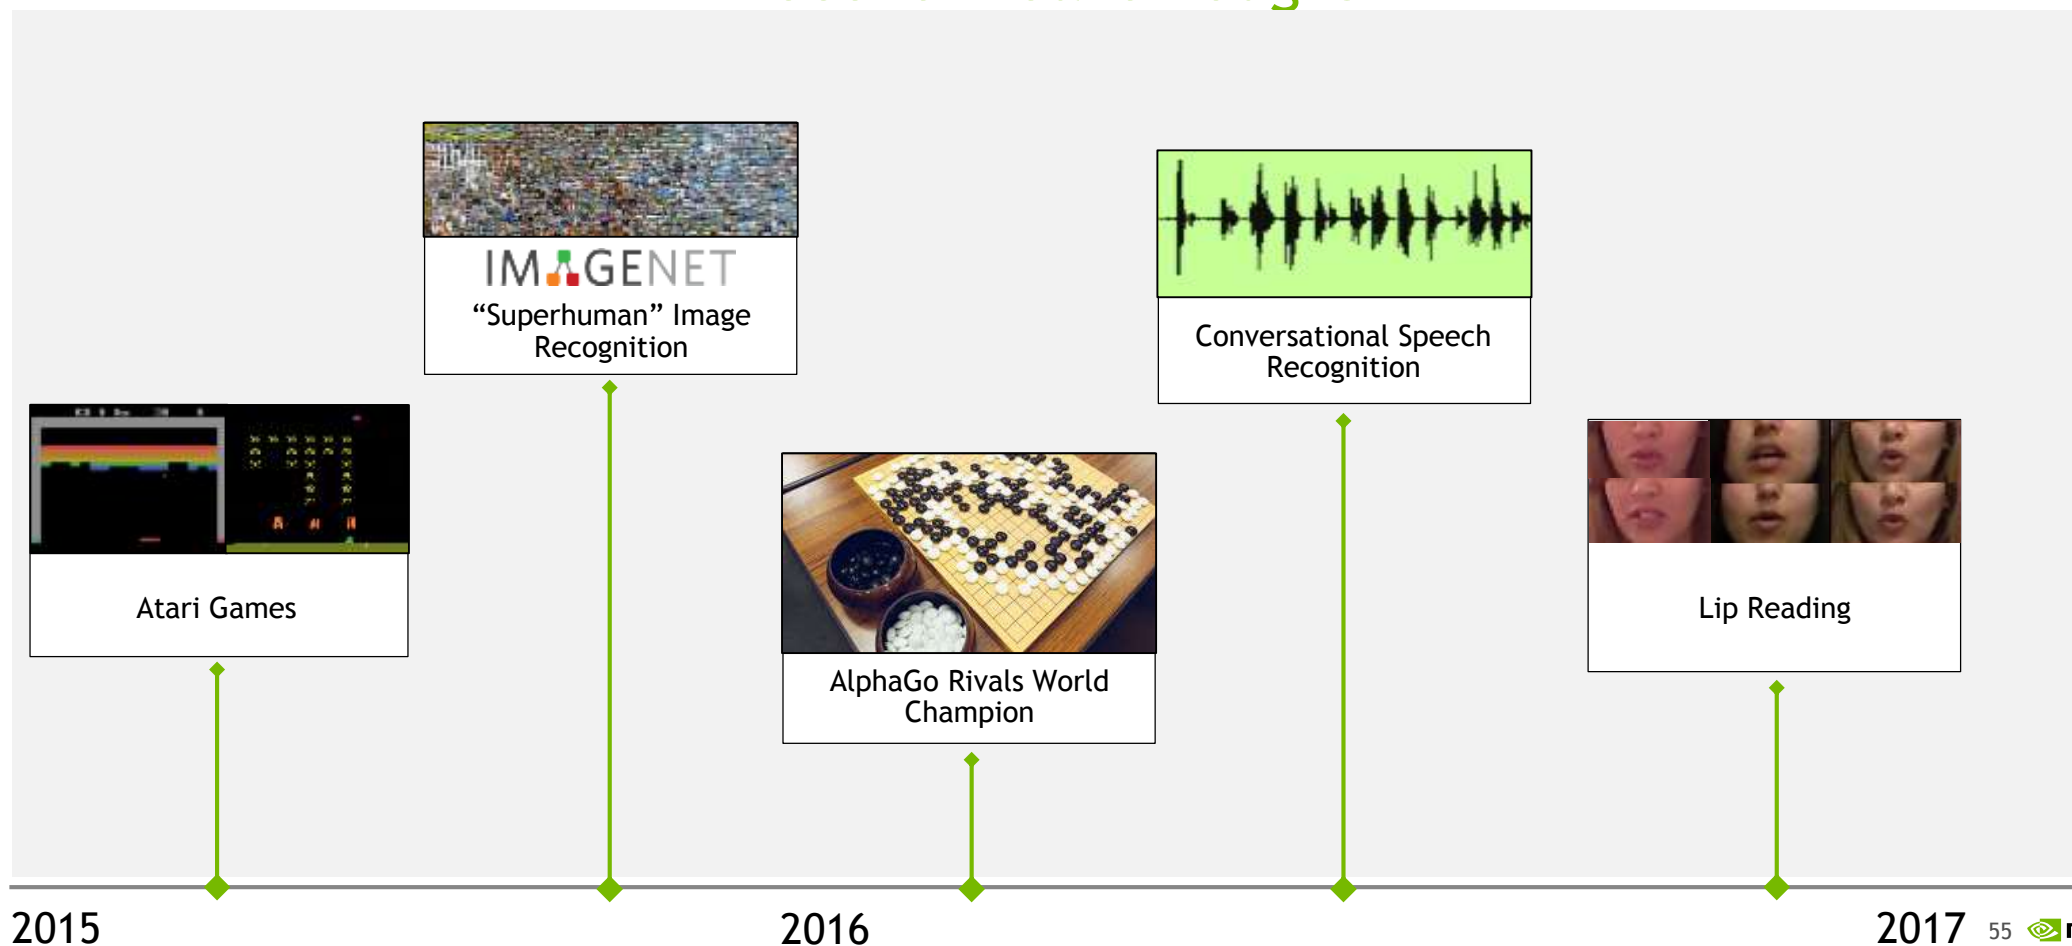 IMAGENET
“Superhuman” Image
Recognition
Conversational Speech
Recognition
Atari Games
AlphaGo Rivals World
Champion
Lip Reading
2015
2016
2017
55